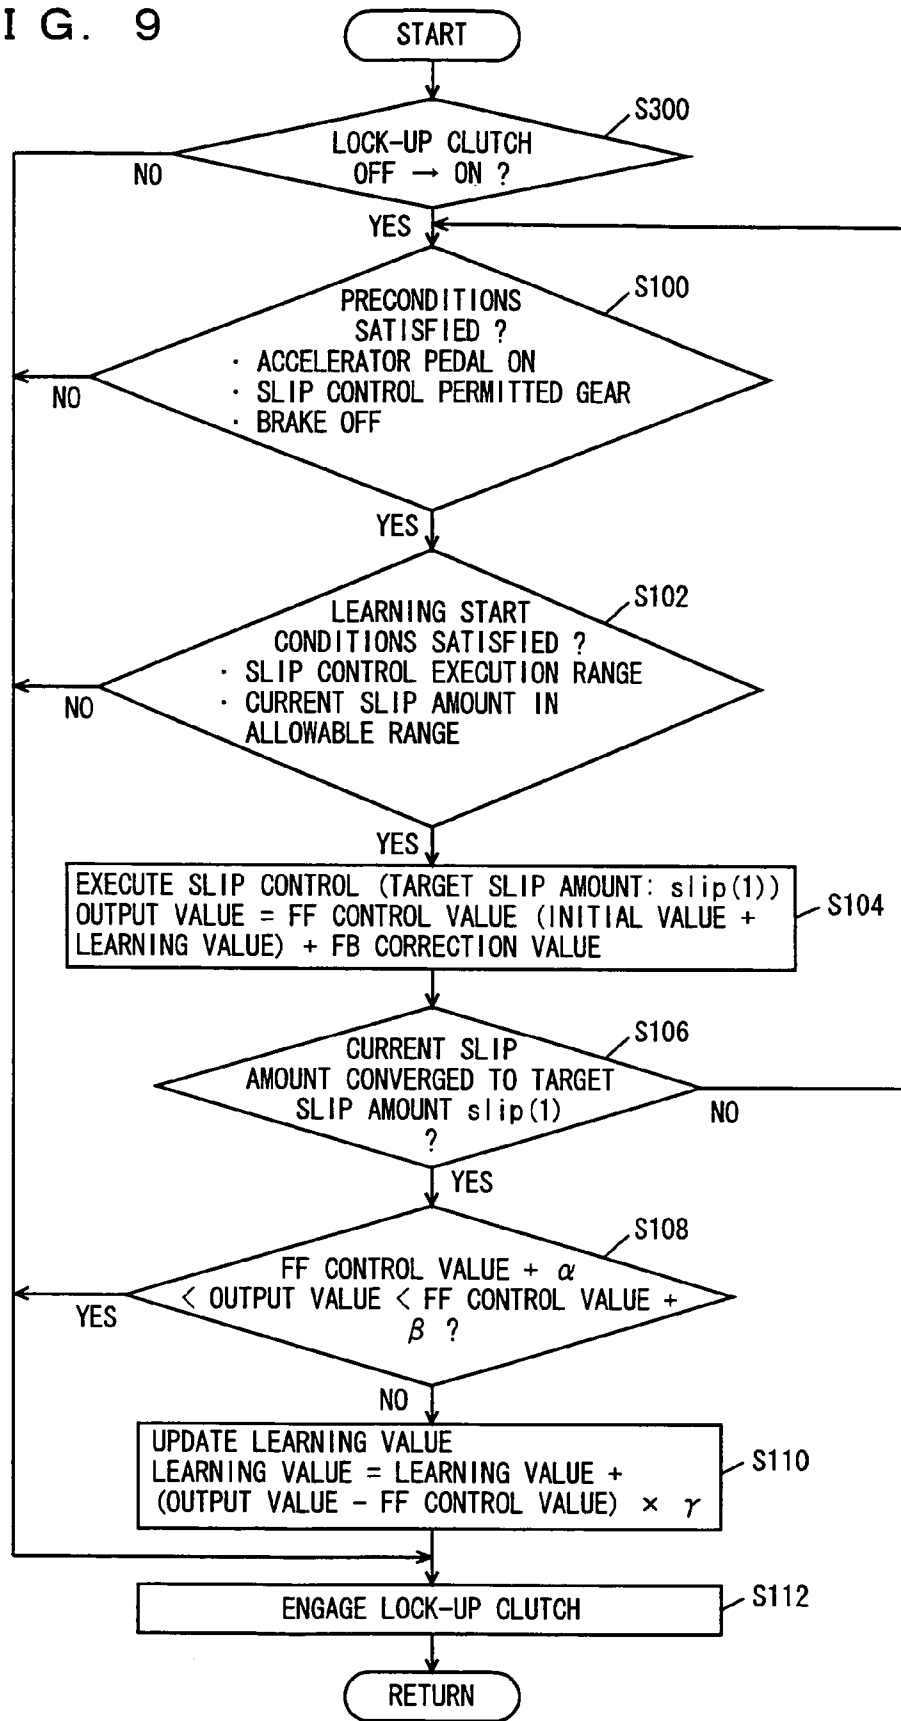 I G. 9
START
S300
LOCK-UP CLUTCH
OFF → ON ?
NO
YES
S100
PRECONDITIONS
SATISFIED ?
· ACCELERATOR PEDAL ON
· SLIP CONTROL PERMITTED GEAR
· BRAKE OFF
NO
YES
S102
LEARNING START
CONDITIONS SATISFIED ?
· SLIP CONTROL EXECUTION RANGE
· CURRENT SLIP AMOUNT IN
ALLOWABLE RANGE
NO
YES
EXECUTE SLIP CONTROL (TARGET SLIP AMOUNT: slip(1))
OUTPUT VALUE = FF CONTROL VALUE (INITIAL VALUE +
LEARNING VALUE) + FB CORRECTION VALUE
S104
S106
CURRENT SLIP
AMOUNT CONVERGED TO TARGET
SLIP AMOUNT slip(1)
?
NO
YES
S108
FF CONTROL VALUE + α
< OUTPUT VALUE < FF CONTROL VALUE +
β ?
YES
NO
UPDATE LEARNING VALUE
LEARNING VALUE = LEARNING VALUE +
(OUTPUT VALUE - FF CONTROL VALUE) × γ
S110
ENGAGE LOCK-UP CLUTCH
S112
RETURN